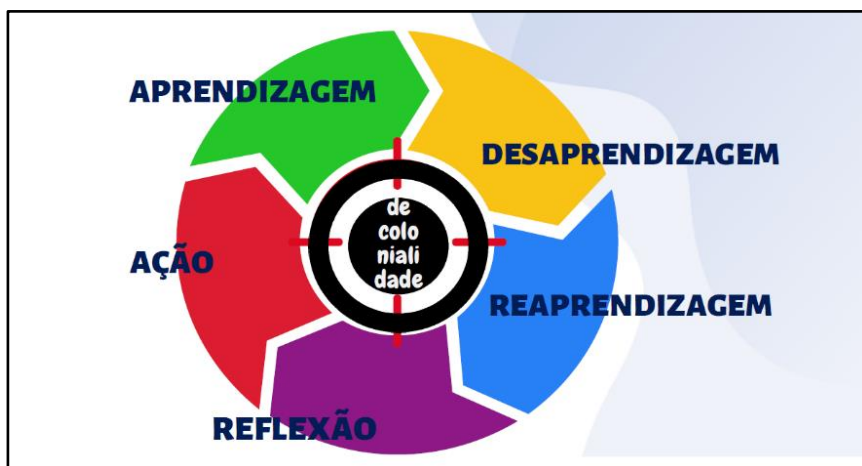 APRENDIZAGEM
DESAPRENDIZAGEM
de
colo
niali
dade
AÇÃO
REAPRENDIZAGEM
REFLEXÃO